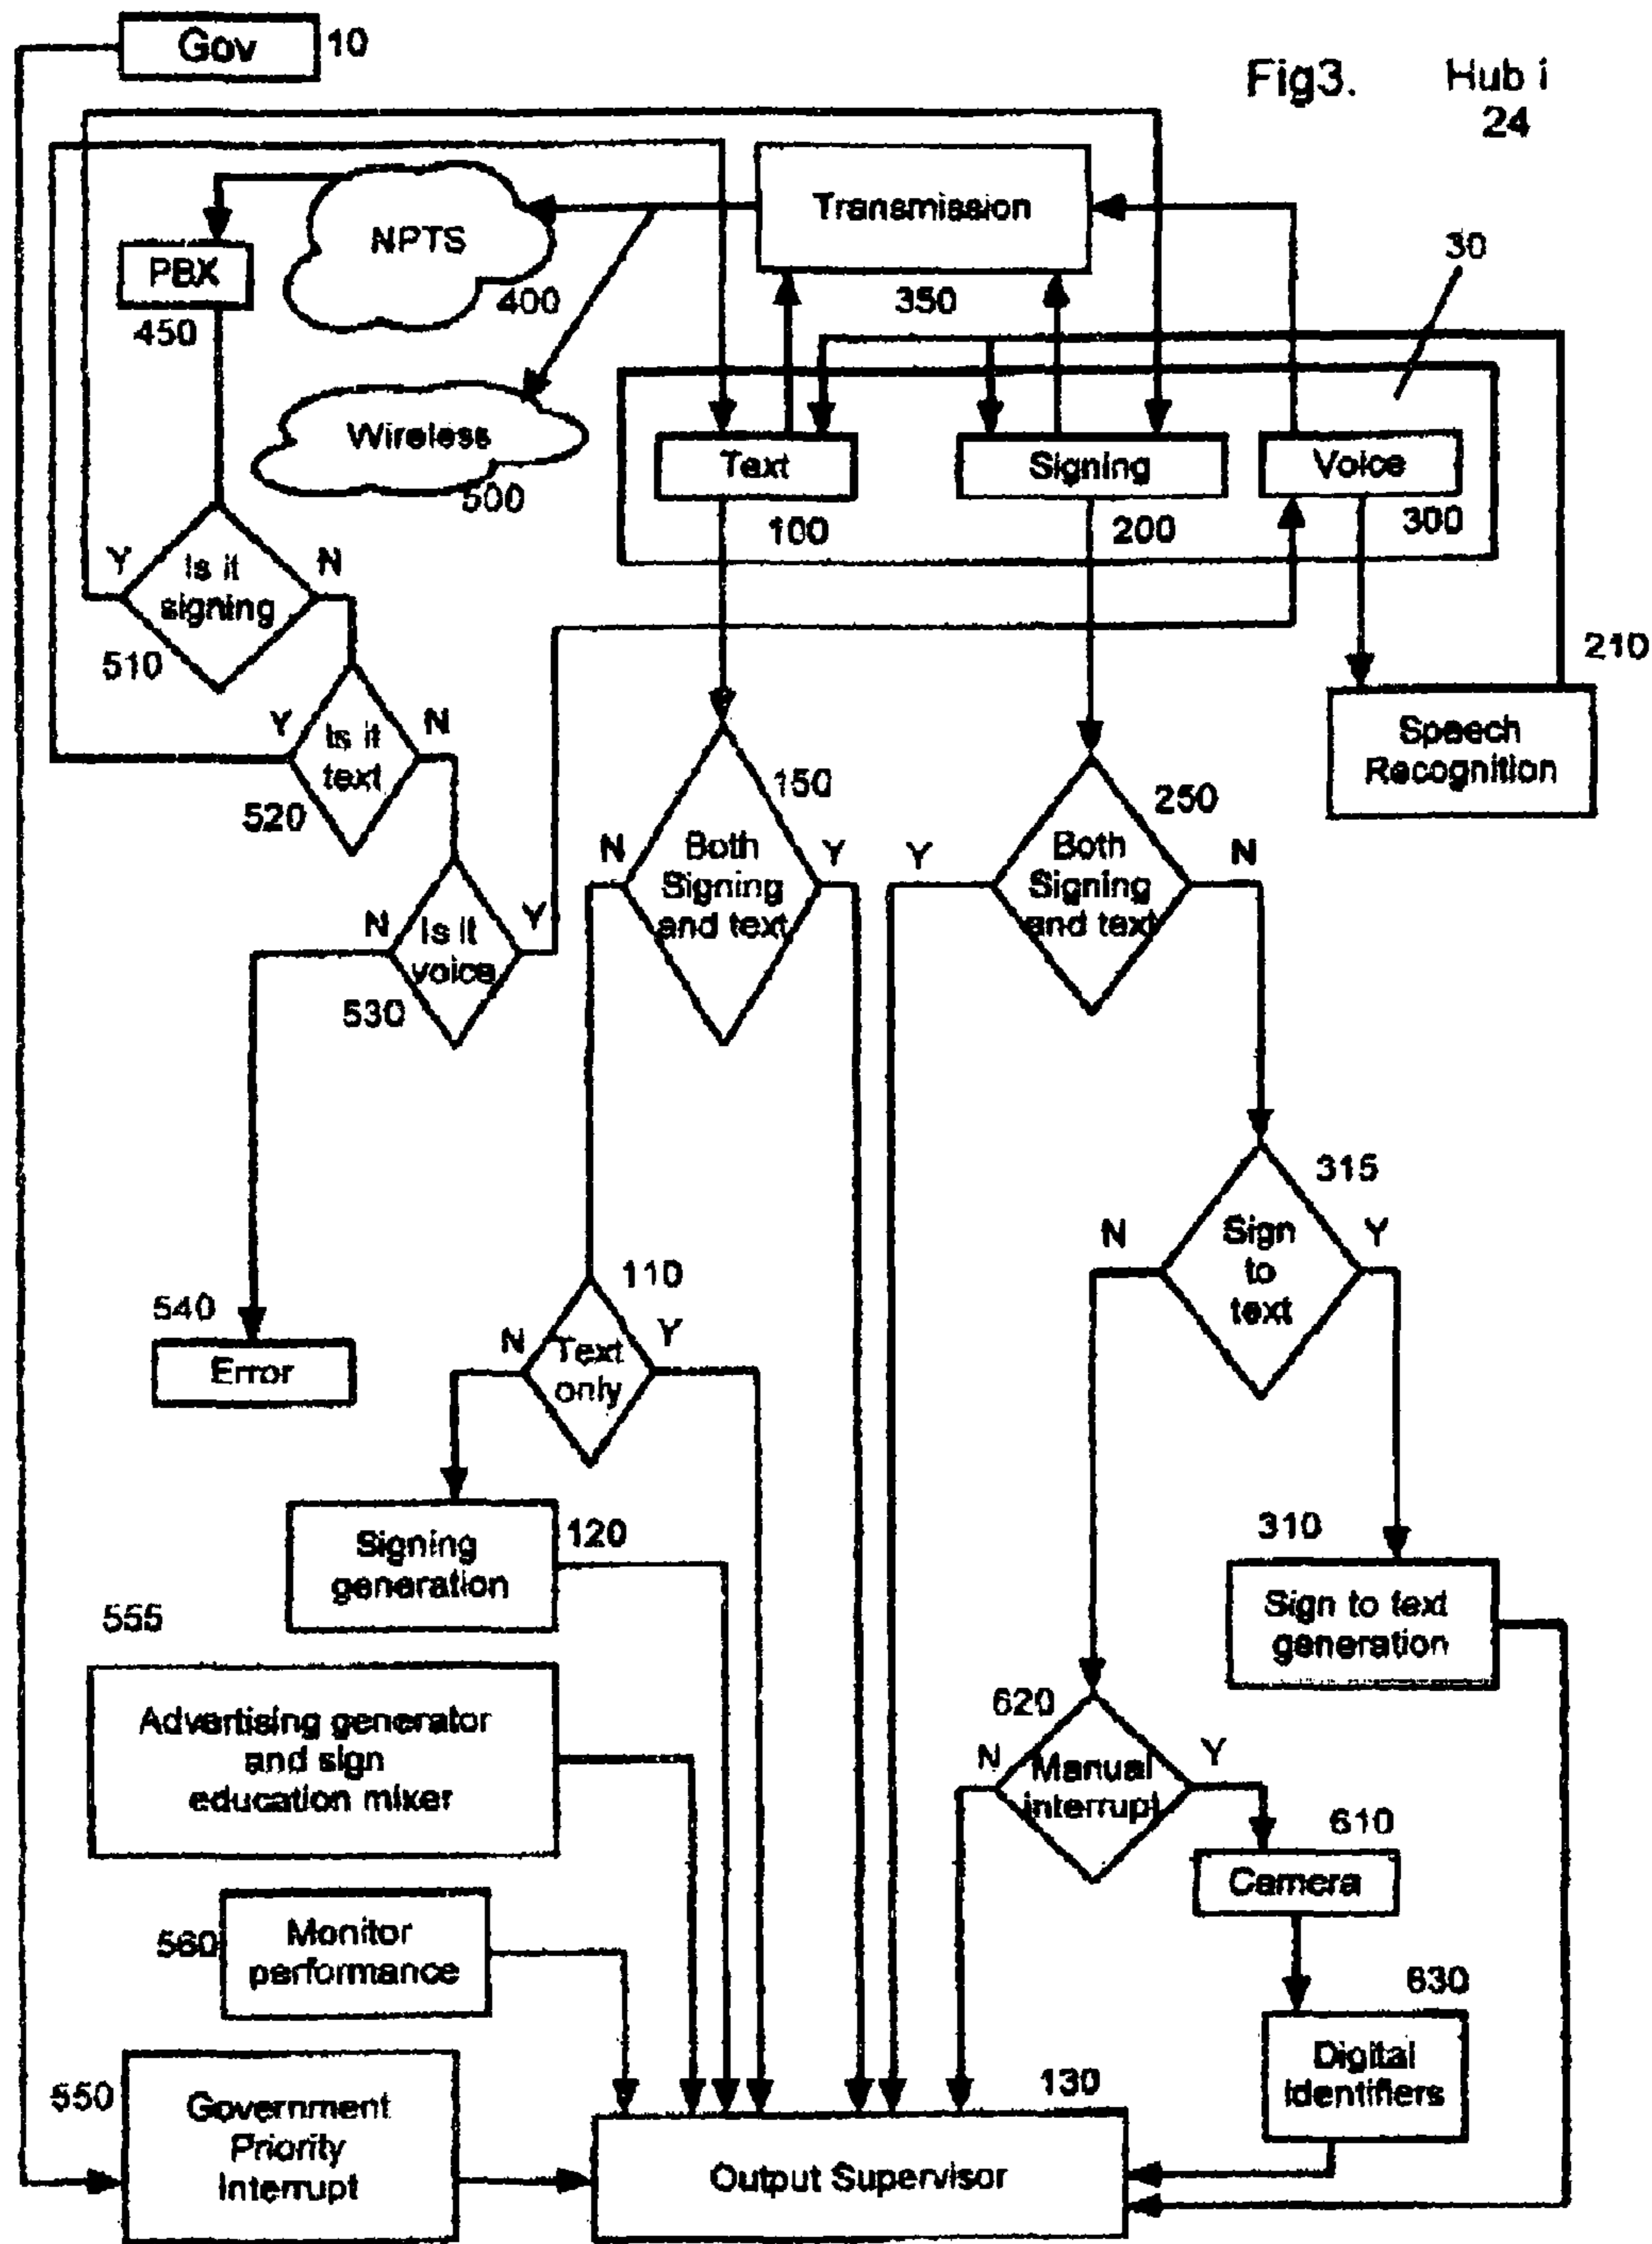 Gov 10
Fig3. Hub i
24
Transmission
NPTS
30
PBX
400
350
450
Wireless
Text
Signing
Voice
500
100
200
300
Y
Is it
signing
N
510
210
Y
Is it
text
N
Speech
Recognition
520
150
250
N
Both
Signing
and text
Y
Y
Both
Signing
and text
N
N
Is it
voice
Y
530
315
N
Sign
to
text
Y
110
540
N
Text
only
Y
Error
310
Signing
generation
120
Sign to text
generation
555
Advertising generator
and sign
education mixer
620
N
Manual
interrupt
Y
610
Camera
560
Monitor
performance
630
Digital
identifiers
550
Government
Priority
Interrupt
130
Output Supervisor